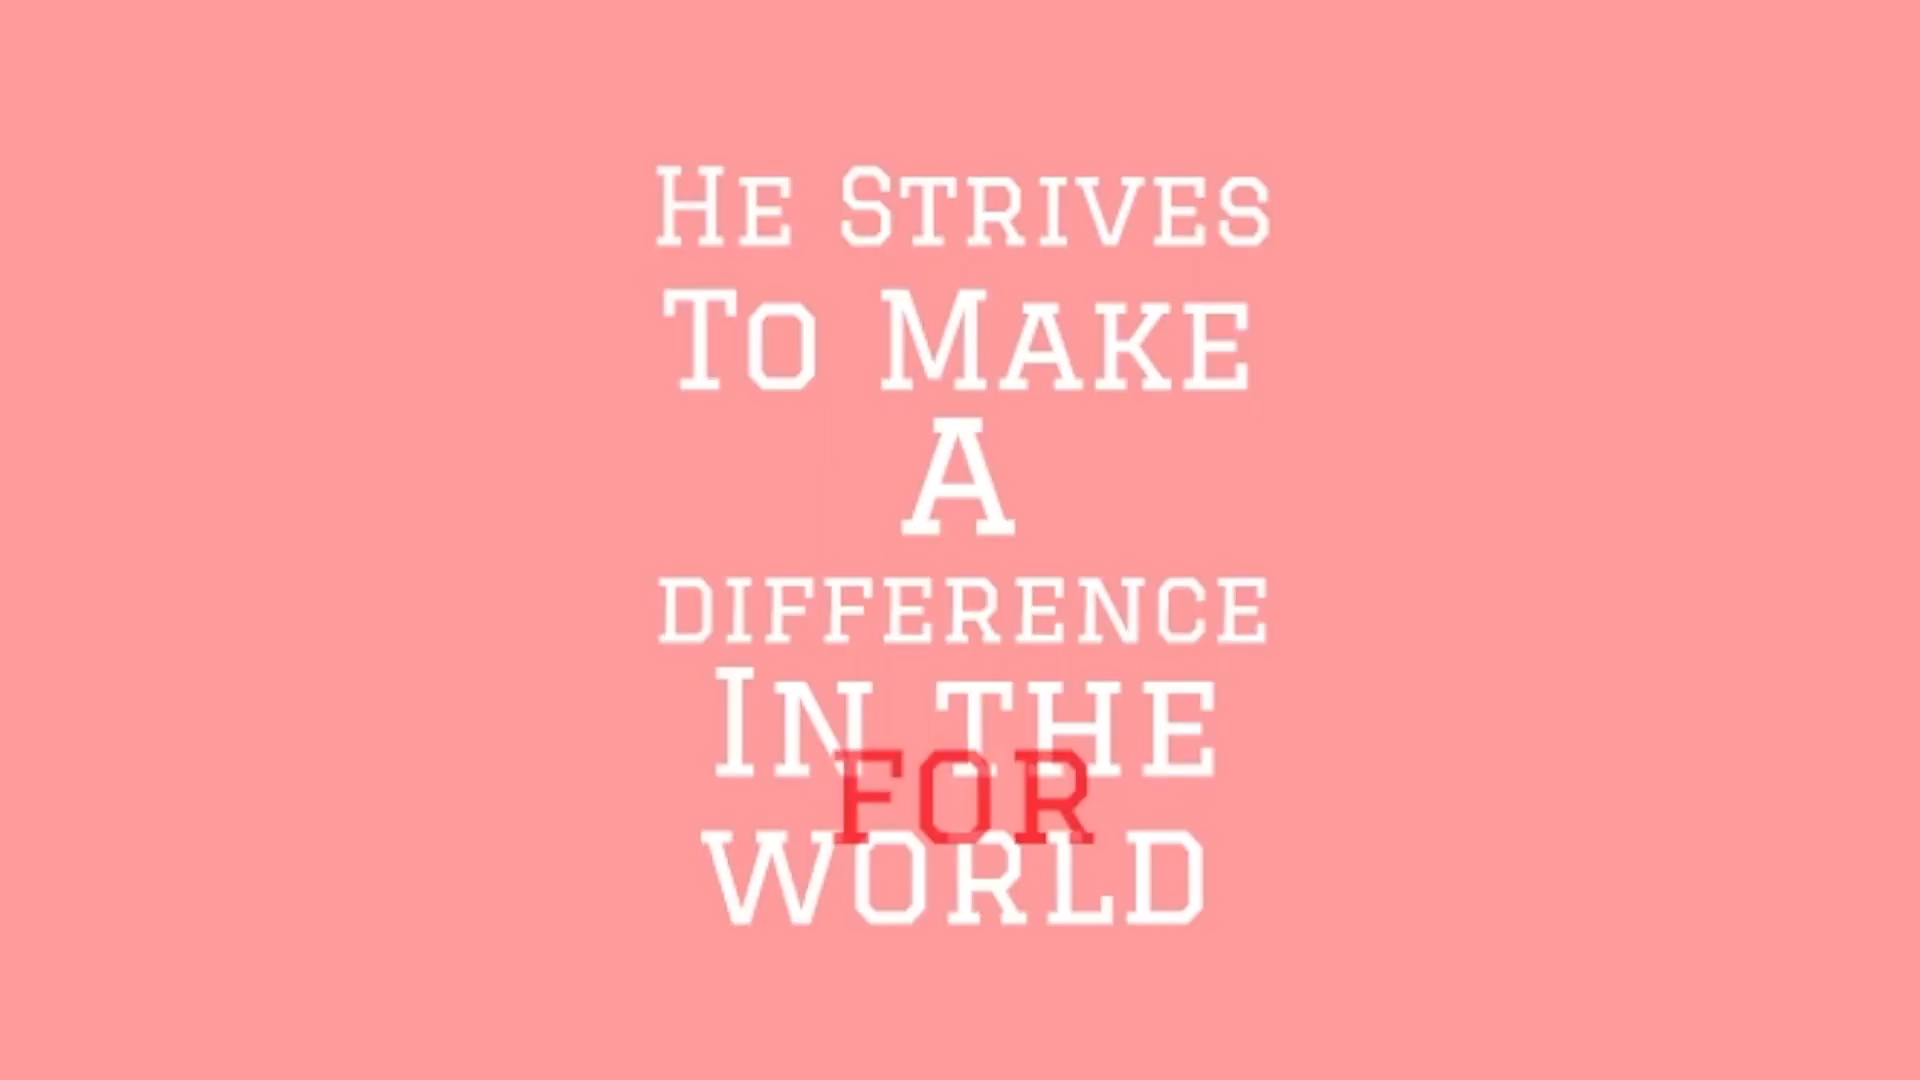 He Strives
To Make
A
difference
In the
for
world